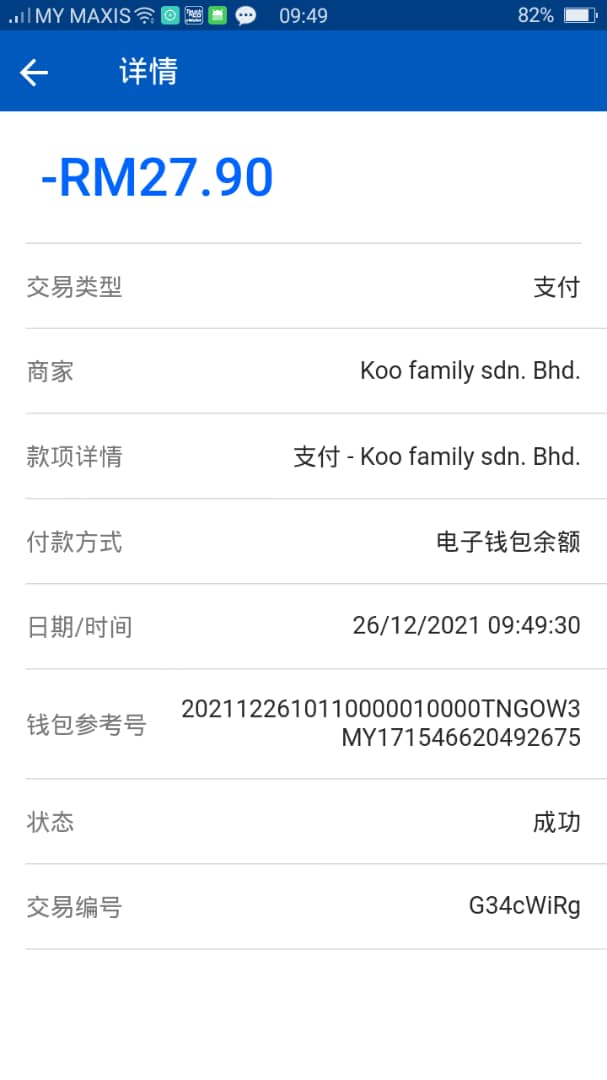 MY MAXIS 09:49 82%
详情
-RM27.90
交易类型 支付
商家 Koo family sdn. Bhd.
款项详情 支付 - Koo family sdn. Bhd.
付款方式 电子钱包余额
日期/时间 26/12/2021 09:49:30
钱包参考号 2021122610110000010000TNGOW3
MY171546620492675
状态 成功
交易编号 G34cWiRg